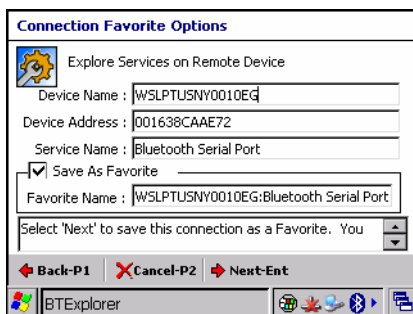 Connection Favorite Options
Explore Services on Remote Device
Device Name : WSLPTUSNY0010EG
Device Address : 001638CAAE72
Service Name : Bluetooth Serial Port
Save As Favorite
Favorite Name : WSLPTUSNY0010EG:Bluetooth Serial Port
Select 'Next' to save this connection as a Favorite. You
Back-P1 Cancel-P2 Next-Ent
BTExplorer